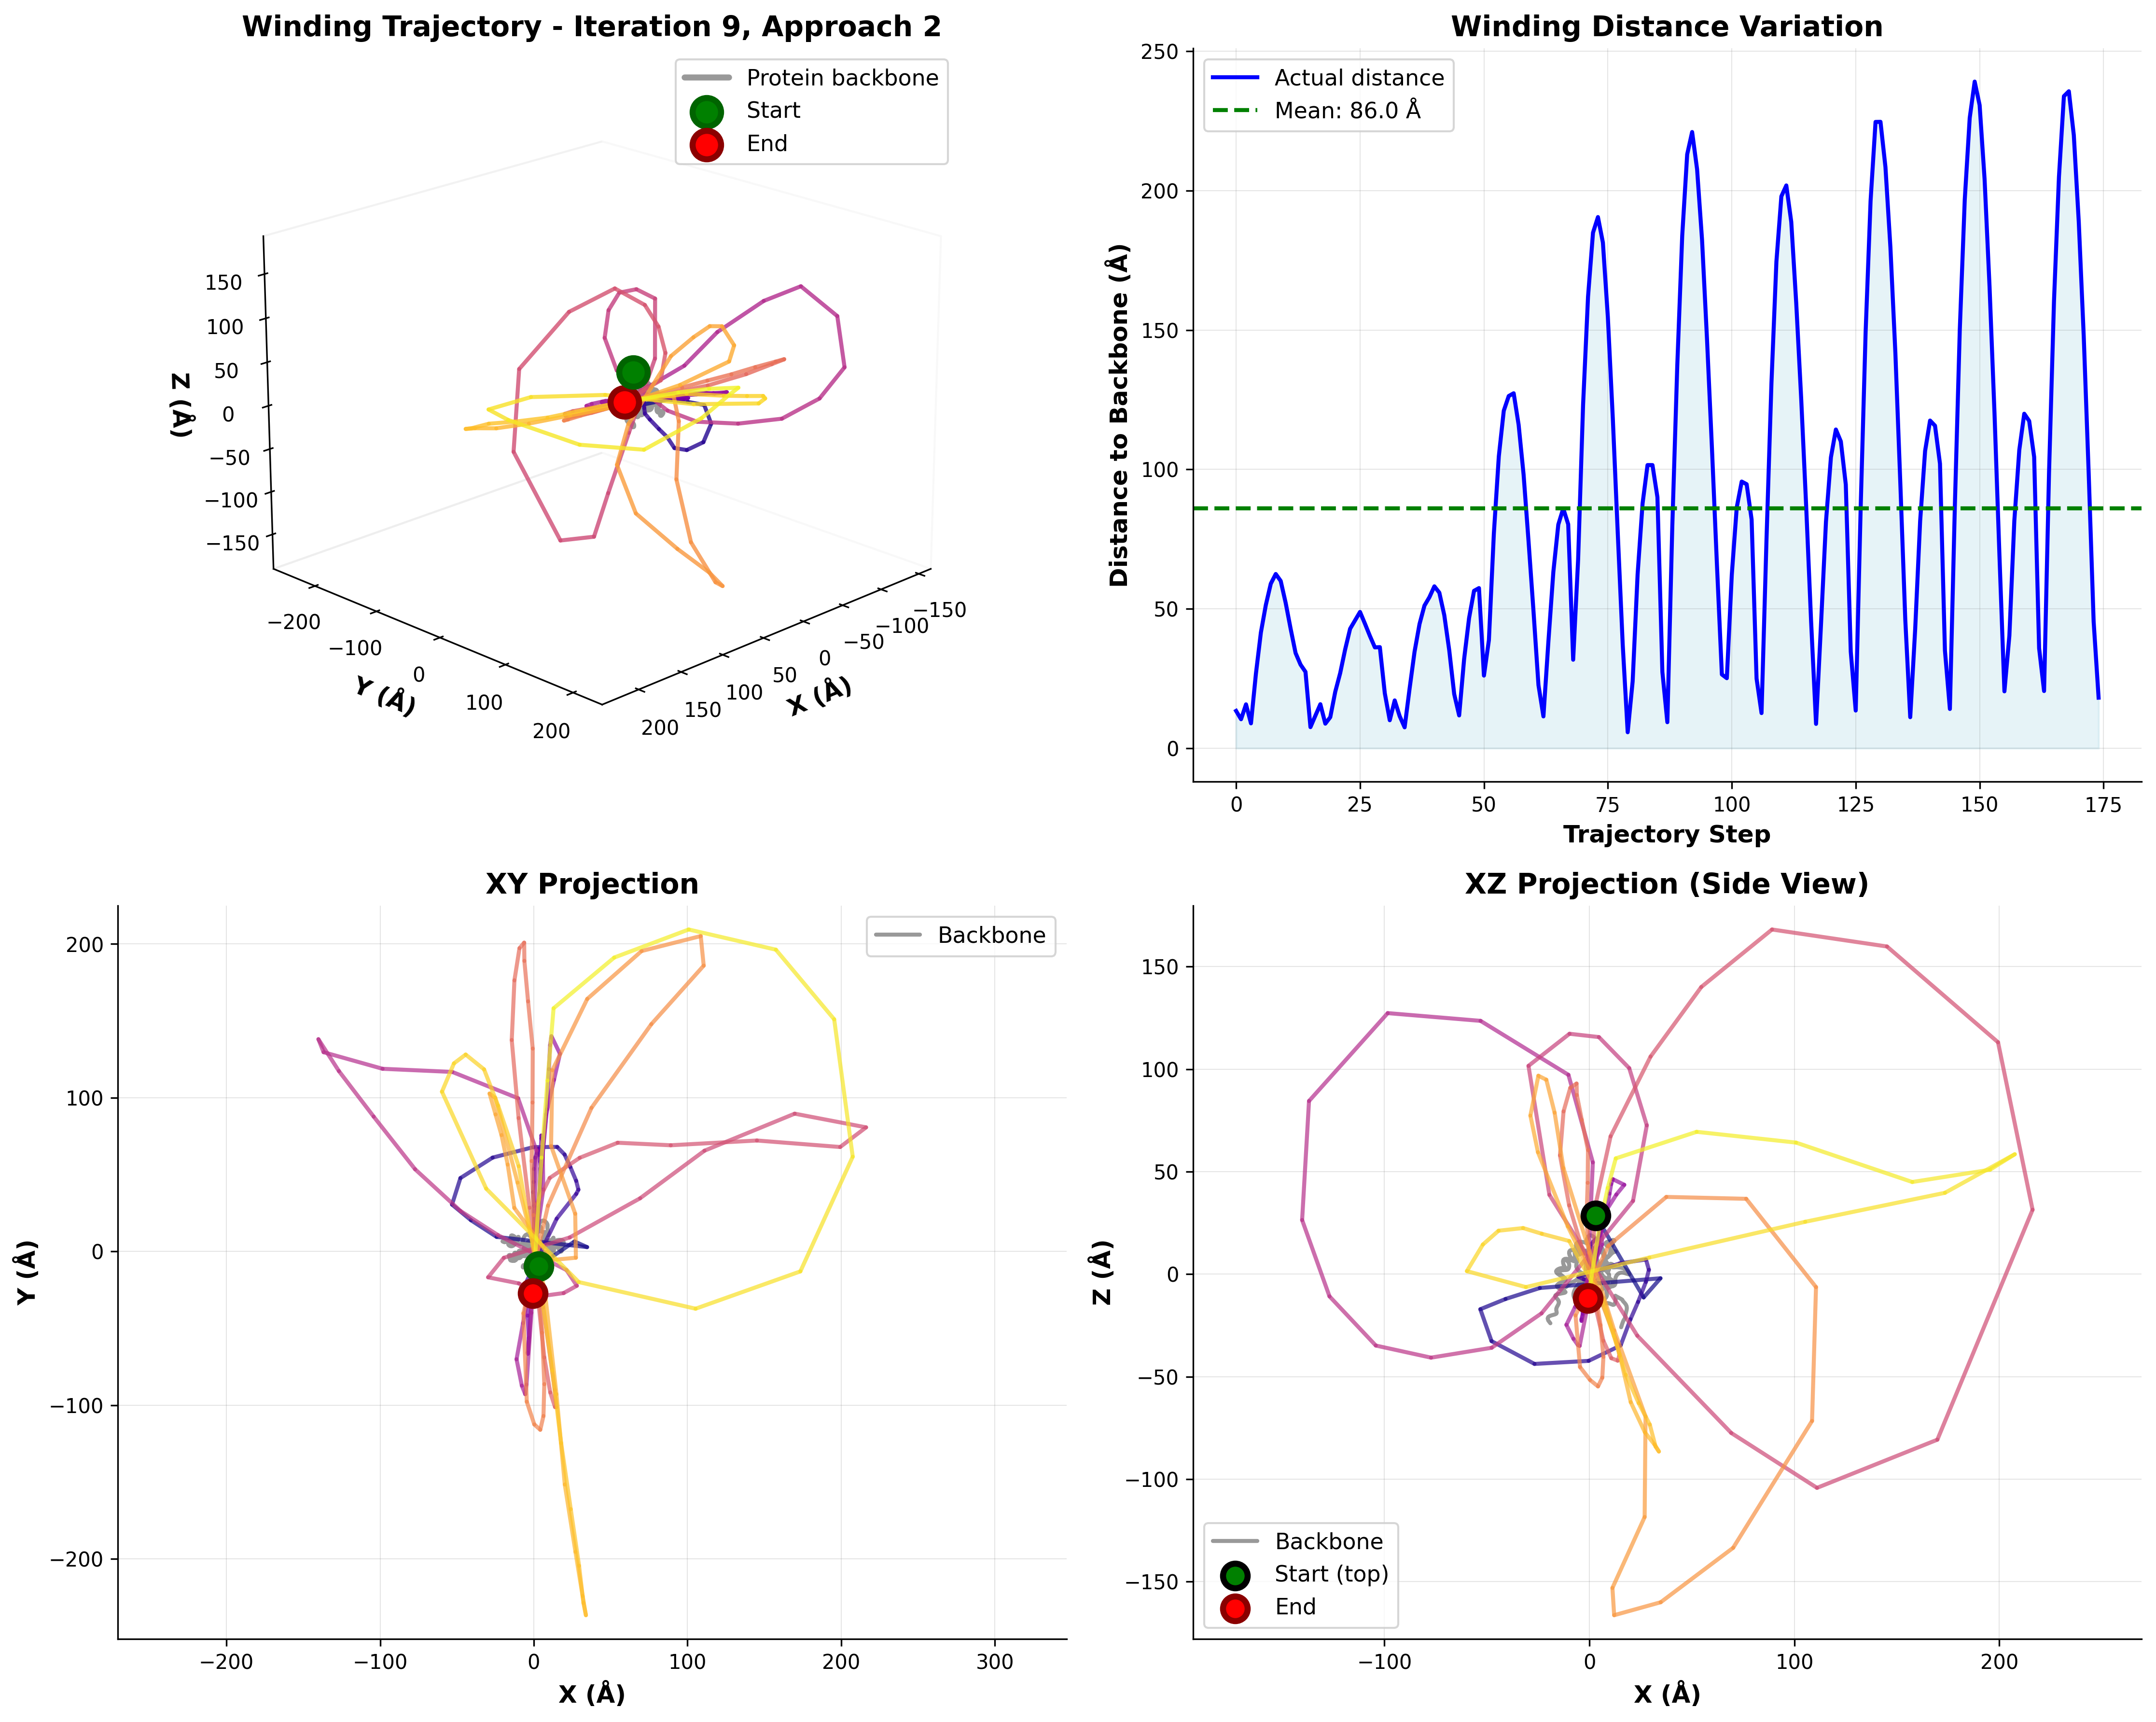 Winding Trajectory - Iteration 9, Approach 2
Protein backbone
Start
End
150
100
50
0
−50
−100
−150
Z (Å)
−200
−100
0
100
200
Y (Å)
200
150
100
50
0
−50
−100
−150
X (Å)
Winding Distance Variation
Actual distance
Mean: 86.0 Å
250
200
150
100
50
0
Distance to Backbone (Å)
0
25
50
75
100
125
150
175
Trajectory Step
XY Projection
Backbone
200
100
0
−100
−200
Y (Å)
−200
−100
0
100
200
300
X (Å)
XZ Projection (Side View)
150
100
50
0
−50
−100
−150
Z (Å)
Backbone
Start (top)
End
−100
0
100
200
X (Å)